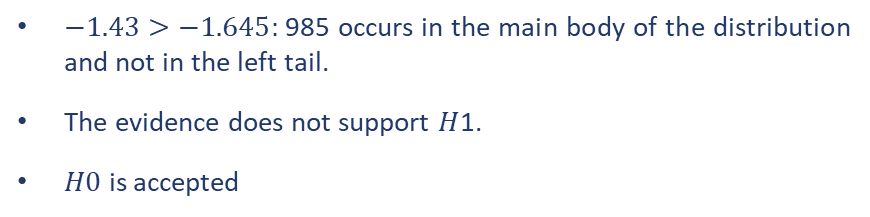 • −1.43 > −1.645: 985 occurs in the main body of the distribution
and not in the left tail.
• The evidence does not support H1.
• H0 is accepted